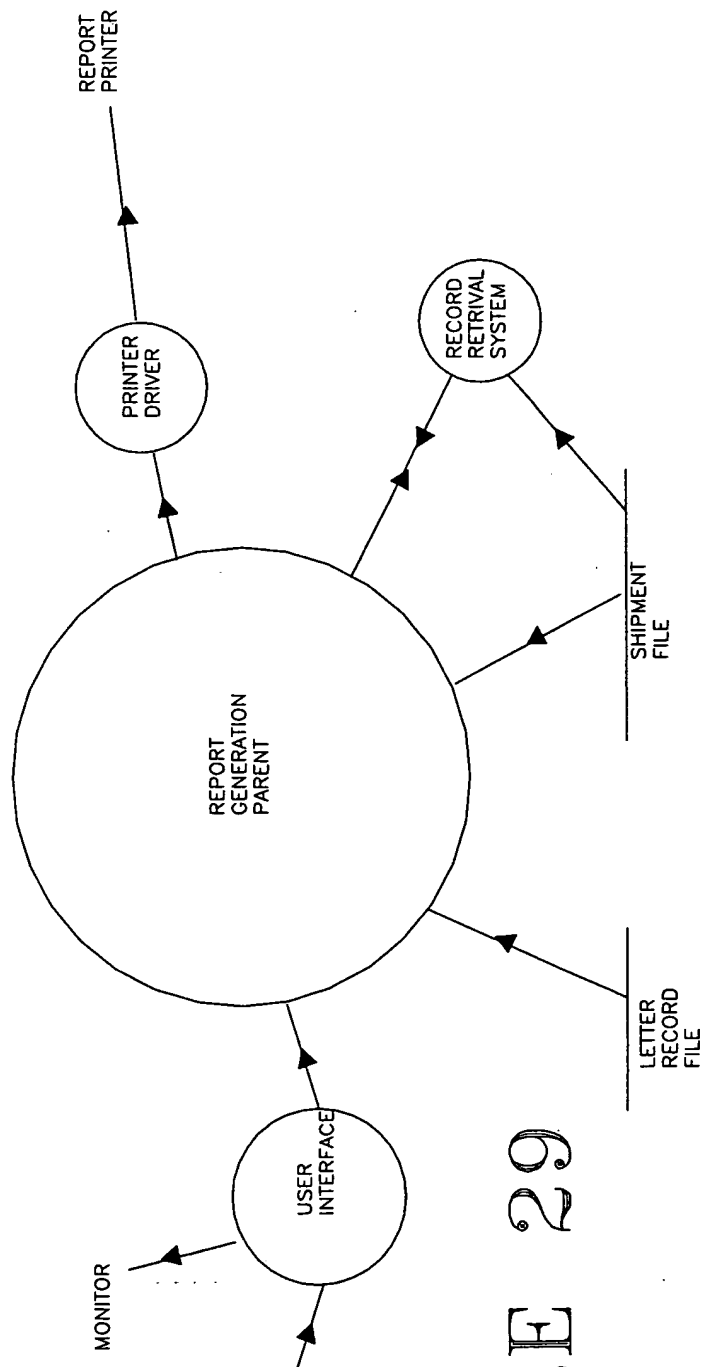 REPORT
PRINTER
PRINTER
DRIVER
RECORD
RETRIVAL
SYSTEM
REPORT
GENERATION
PARENT
SHIPMENT
FILE
MONITOR
USER
INTERFACE
LETTER
RECORD
FILE
E 29